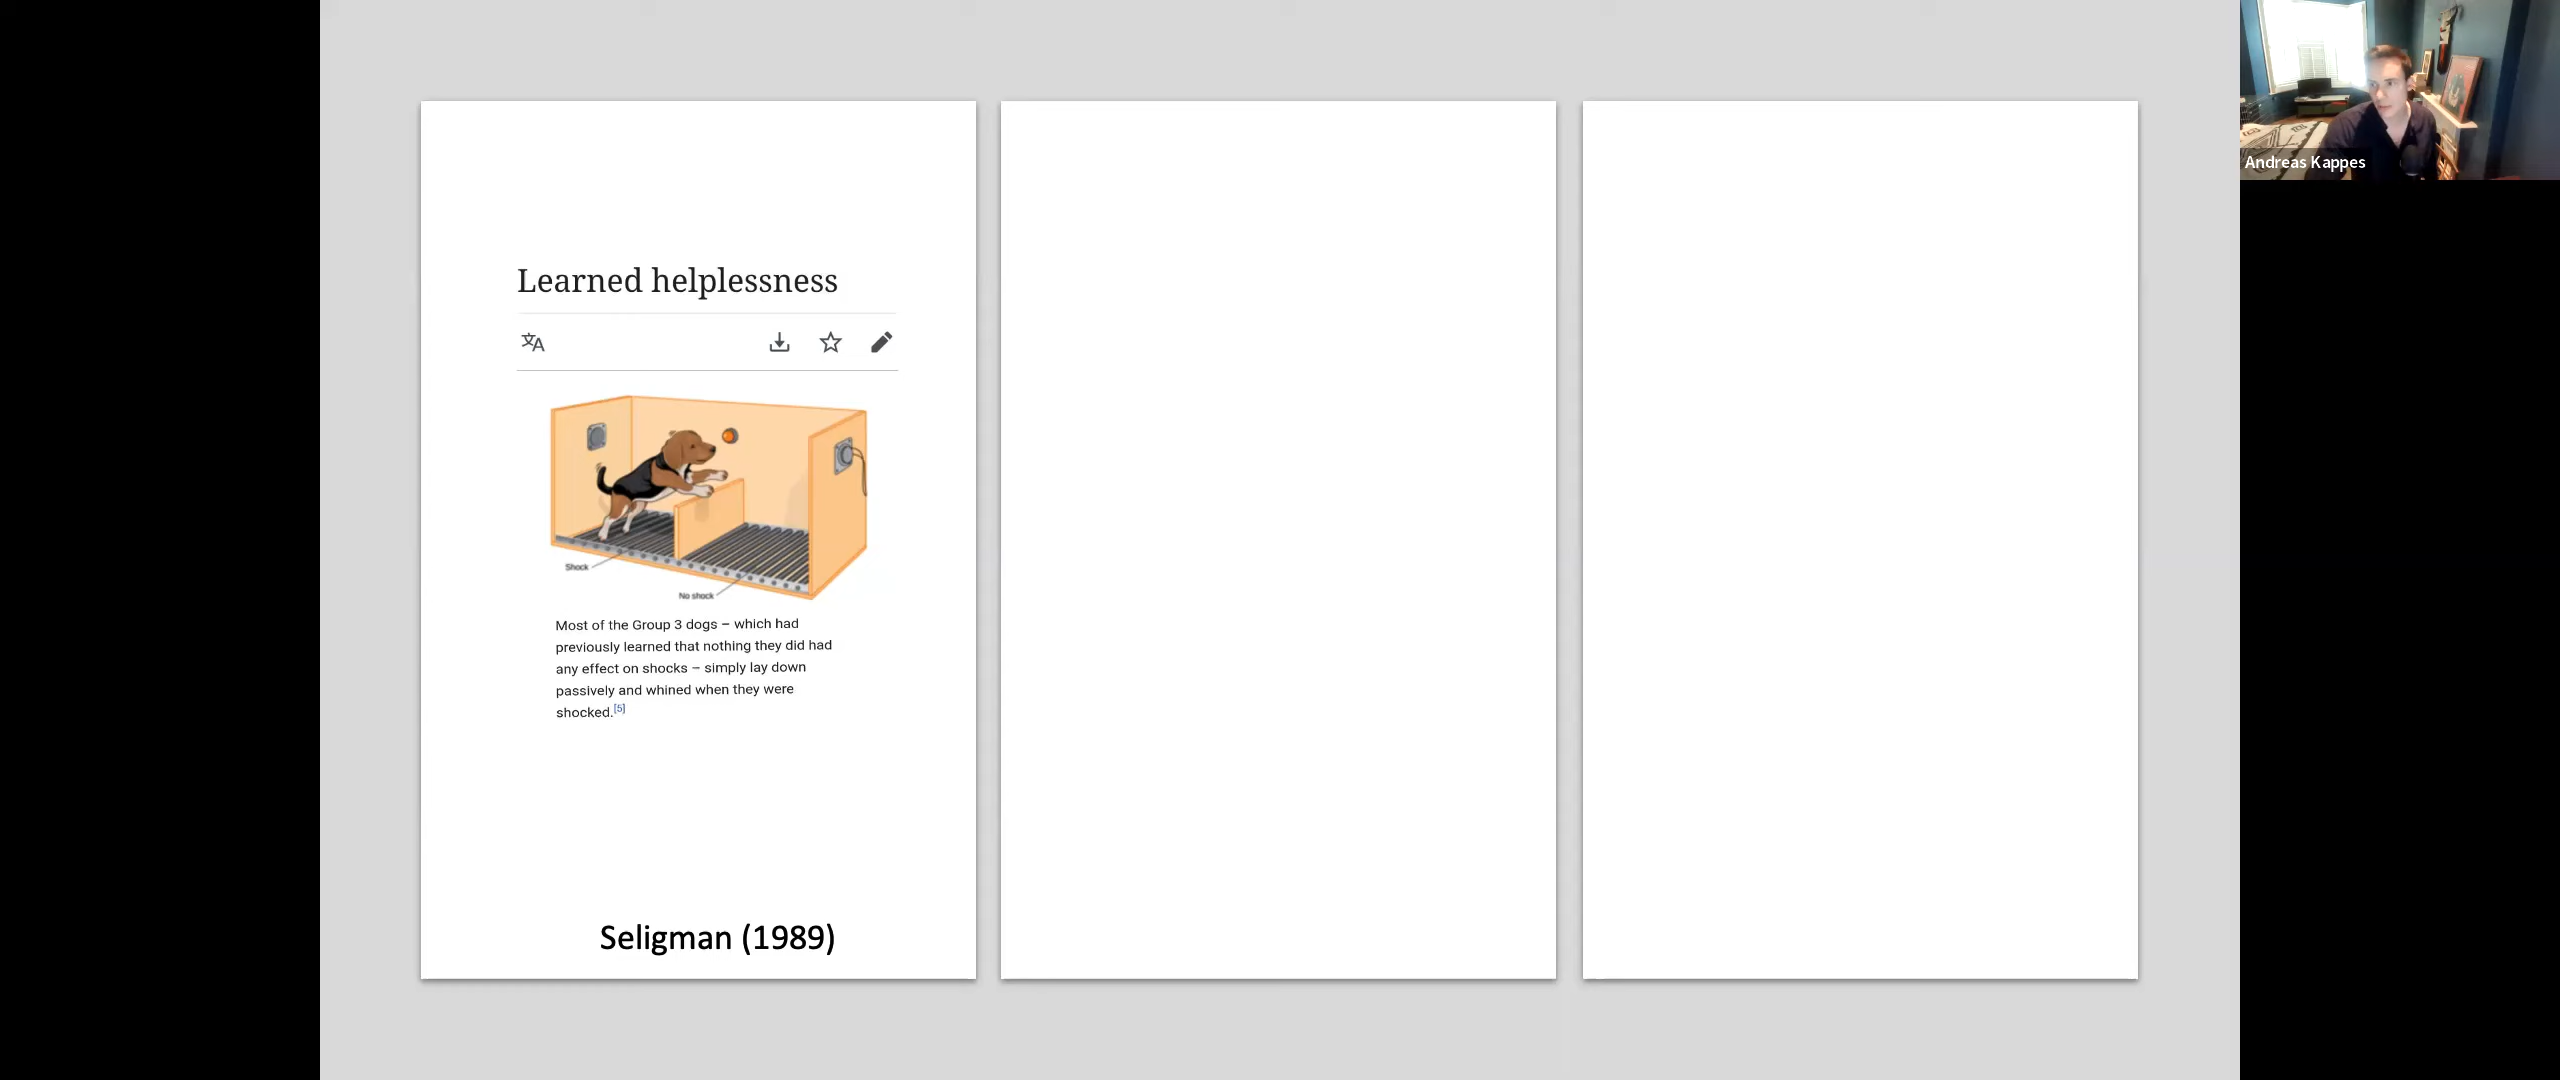 Learned helplessness
文A
Shock
No shock
Most of the Group 3 dogs – which had
previously learned that nothing they did had
any effect on shocks – simply lay down
passively and whined when they were
shocked.[5]
Seligman (1989)
Andreas Kappes